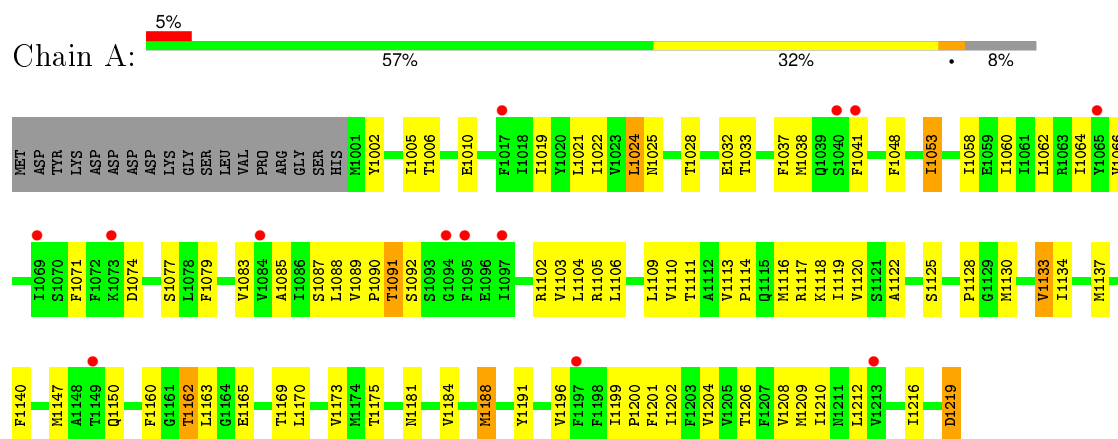 5%
Chain A:
57% 32% • 8%
MET ASP TYR LYS ASP ASP ASP ASP LYS GLY SER LEU VAL PRO ARG GLY SER HIS M1001 Y1002 I1005 T1006 E1010 F1017 I1018 I1019 Y1020 L1021 I1022 V1023 L1024 N1025 T1028 E1032 T1033 F1037 M1038 Q1039 S1040 F1041 F1048 I1053 I1058 E1059 I1060 I1061 L1062 R1063 I1064 Y1065 V1066
I1069 S1070 F1071 F1072 K1073 D1074 S1077 L1078 F1079 V1083 V1084 A1085 I1086 S1087 L1088 V1089 P1090 T1091 S1092 S1093 G1094 F1095 E1096 I1097 R1102 V1103 L1104 R1105 L1106 L1109 V1110 T1111 A1112 V1113 P1114 Q1115 M1116 R1117 K1118 I1119 V1120 S1121 A1122 S1125 P1128 G1129 M1130 V1133 I1134 M1137
F1140 M1147 A1148 T1149 Q1150 F1160 G1161 T1162 L1163 G1164 E1165 T1169 L1170 V1173 M1174 T1175 N1181 V1184 M1188 Y1191 V1196 F1197 F1198 I1199 P1200 F1201 I1202 F1203 V1204 V1205 T1206 F1207 V1208 M1209 I1210 N1211 L1212 V1213 I1216 D1219